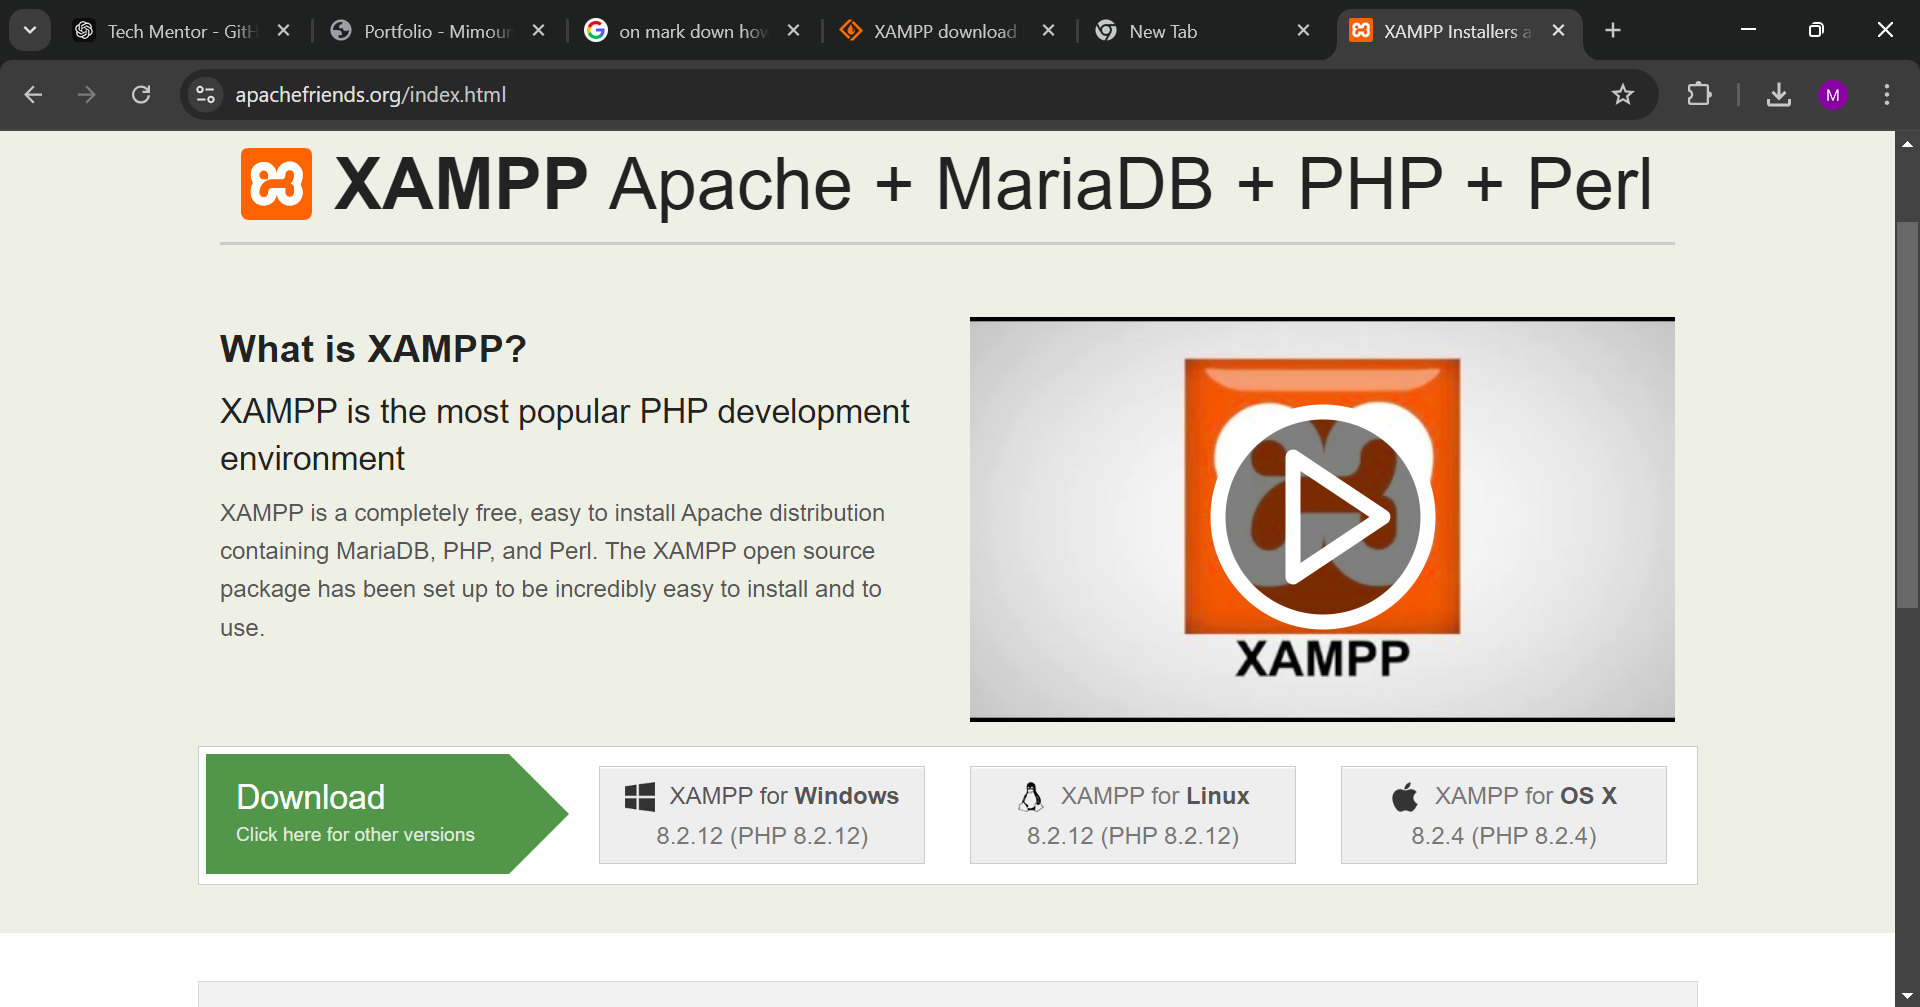 Tech Mentor - GitH
Portfolio - Mimour
on mark down how
XAMPP download
New Tab
XAMPP Installers a
apachefriends.org/index.html
M
XAMPP Apache + MariaDB + PHP + Perl
What is XAMPP?
XAMPP is the most popular PHP development
environment
XAMPP is a completely free, easy to install Apache distribution
containing MariaDB, PHP, and Perl. The XAMPP open source
package has been set up to be incredibly easy to install and to
use.
XAMPP
Download
Click here for other versions
XAMPP for Windows
8.2.12 (PHP 8.2.12)
XAMPP for Linux
8.2.12 (PHP 8.2.12)
XAMPP for OS X
8.2.4 (PHP 8.2.4)